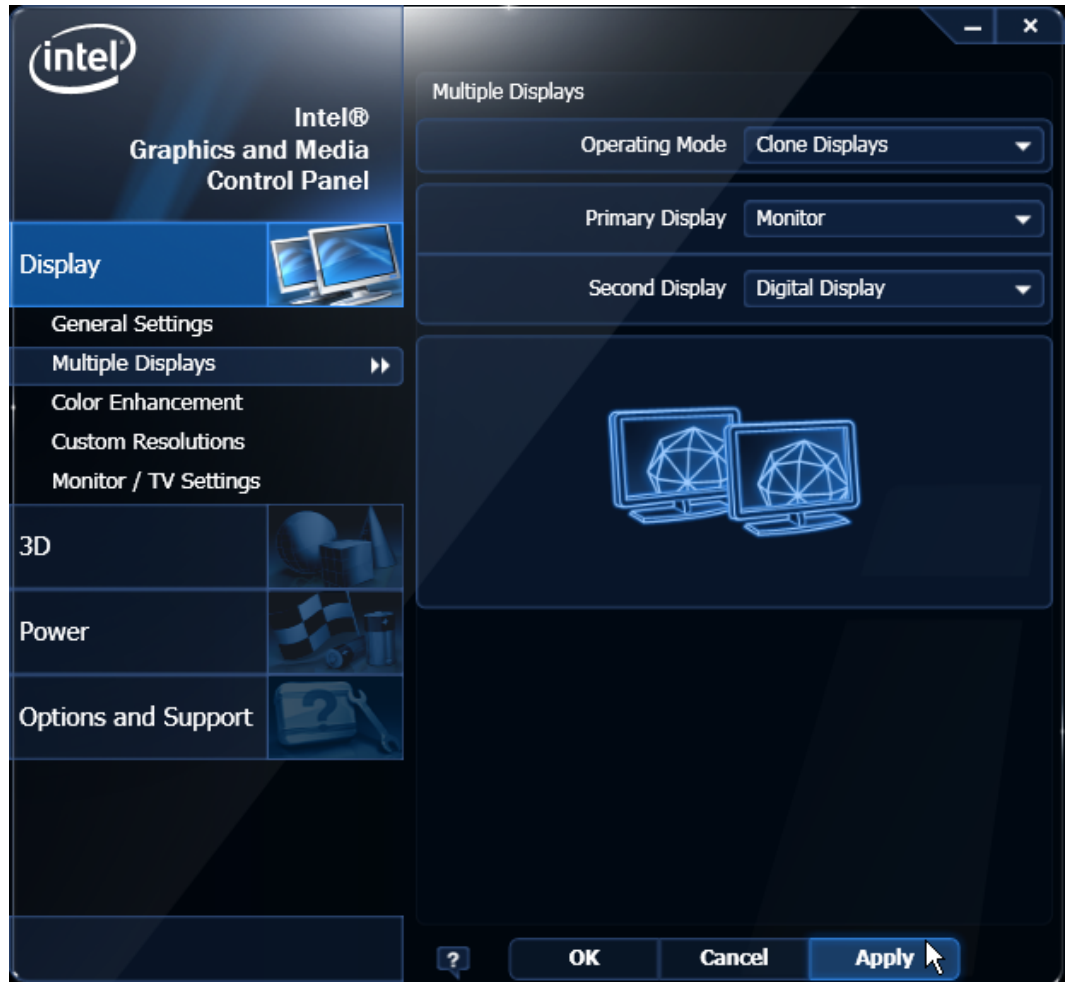 intel
Intel®
Graphics and Media
Control Panel
Display
General Settings
Multiple Displays
Color Enhancement
Custom Resolutions
Monitor / TV Settings
3D
Power
Options and Support
Multiple Displays
Operating Mode Clone Displays
Primary Display Monitor
Second Display Digital Display
? OK Cancel Apply